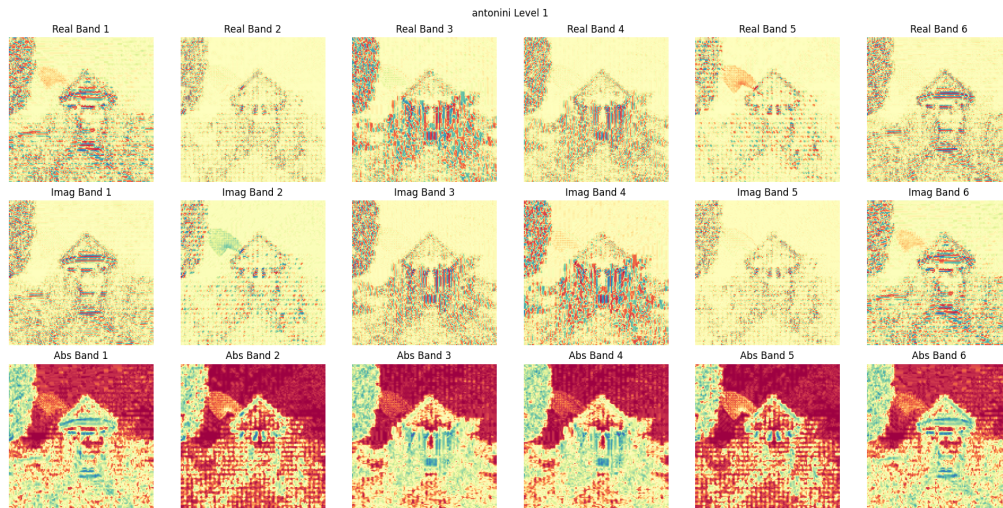 antonini Level 1
Real Band 1 Real Band 2 Real Band 3 Real Band 4 Real Band 5 Real Band 6
Imag Band 1 Imag Band 2 Imag Band 3 Imag Band 4 Imag Band 5 Imag Band 6
Abs Band 1 Abs Band 2 Abs Band 3 Abs Band 4 Abs Band 5 Abs Band 6